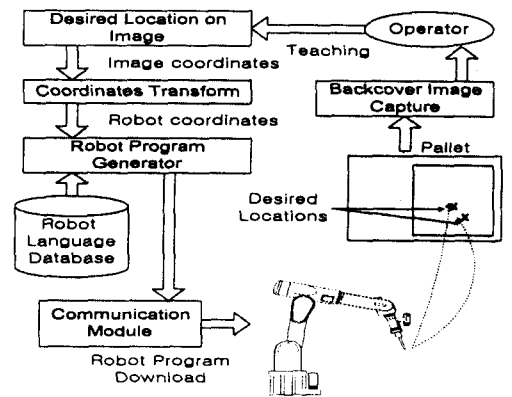 Desired Location on
Image
Operator
Teaching
Image coordinates
Coordinates Transform
Backcover Image
Capture
Robot coordinates
Robot Program
Generator
Pallet
Desired
Locations
Robot
Language
Database
Communication
Module
Robot Program
Download